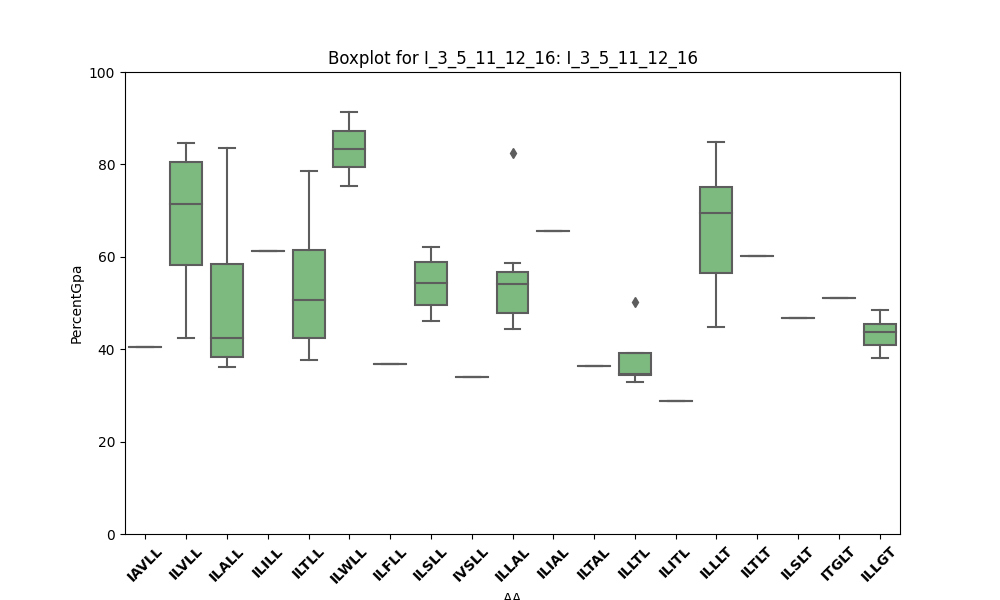 Boxplot for I_3_5_11_12_16: I_3_5_11_12_16
100
80
60
40
20
0
PercentGpa
IAVLL ILVLL ILALL ILILL ILTLL ILWLL ILFLL ILSLL IVSLL ILLAL ILIAL ILTAL ILLTL ILITL ILLLT ILTLT ILSLT ITGLT ILLGT
AA